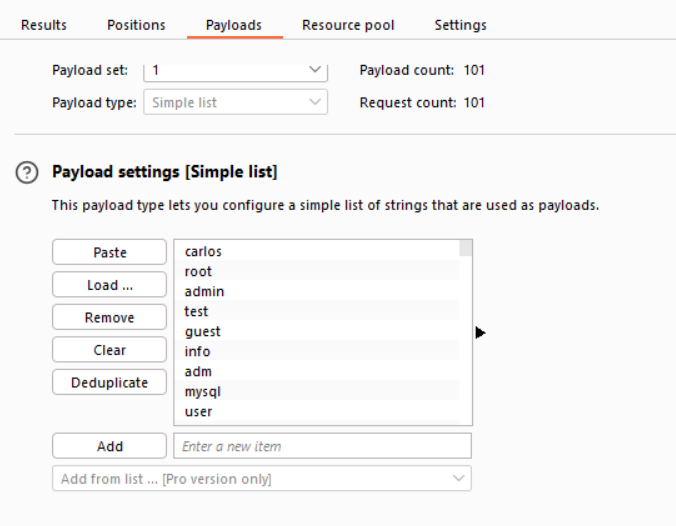 Results Positions Payloads Resource pool Settings
Payload set: 1 Payload count: 101
Payload type: Simple list Request count: 101
? Payload settings [Simple list]
This payload type lets you configure a simple list of strings that are used as payloads.
Paste
Load ...
Remove
Clear
Deduplicate
carlos
root
admin
test
guest
info
adm
mysql
user
Add Enter a new item
Add from list ... [Pro version only]